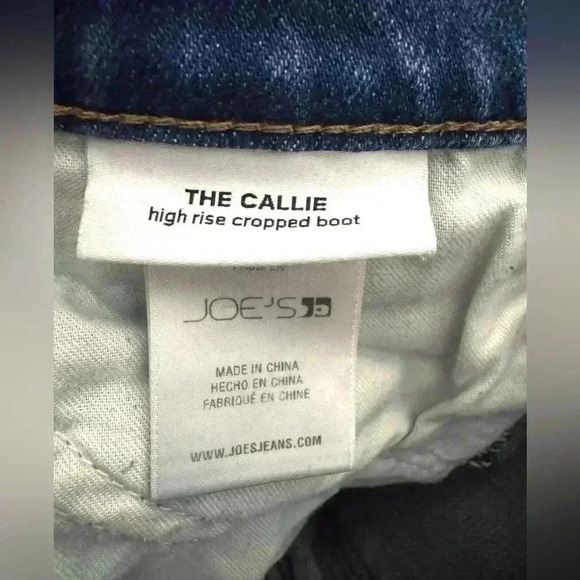 THE CALLIE
high rise cropped boot
JOE'S
MADE IN CHINA
HECHO EN CHINA
FABRIQUÉ EN CHINE
WWW.JOESJEANS.COM